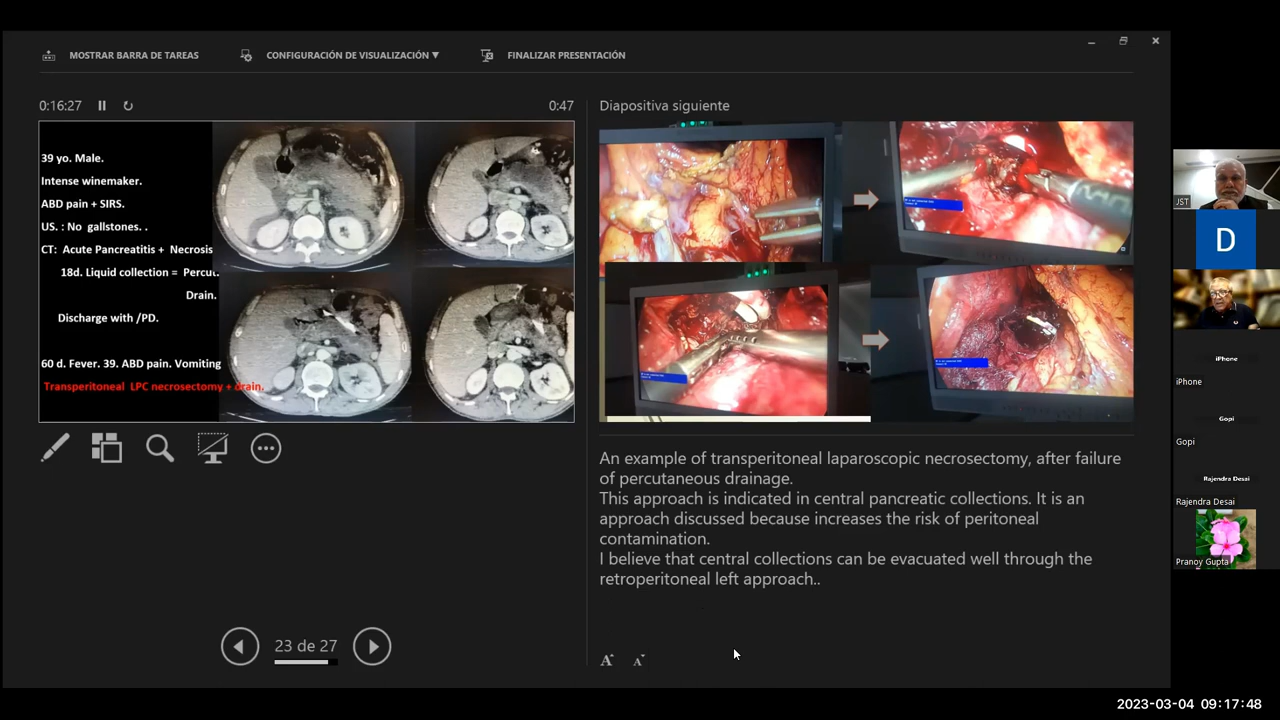 MOSTRAR BARRA DE TAREAS
CONFIGURACIÓN DE VISUALIZACIÓN ▼
FINALIZAR PRESENTACIÓN
0:16:27
0:47
Diapositiva siguiente
39 yo. Male.
Intense winemaker.
ABD pain + SIRS.
US. : No gallstones. .
CT: Acute Pancreatitis + Necrosis
18d. Liquid collection = Percut.
Drain.
Discharge with /PD.
60 d. Fever. 39. ABD pain. Vomiting
Transperitoneal LPC necrosectomy + drain.
An example of transperitoneal laparoscopic necrosectomy, after failure
of percutaneous drainage.
This approach is indicated in central pancreatic collections. It is an
approach discussed because increases the risk of peritoneal
contamination.
I believe that central collections can be evacuated well through the
retroperitoneal left approach..
23 de 27
A A
JST
D
iPhone
iPhone
Gopi
Gopi
Rajendra Desai
Rajendra Desai
Pranoy Gupta
2023-03-04 09:17:48